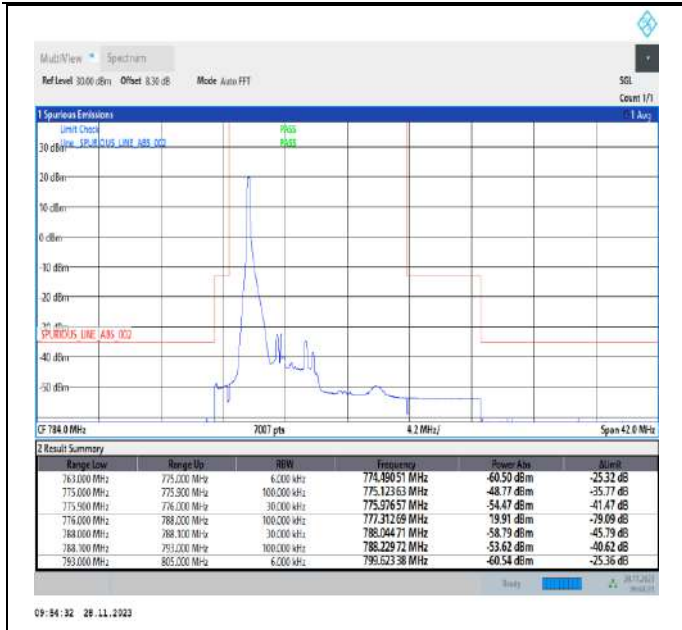 MultiView Spectrum
Ref Level 30.00 dBm Offset 8.30 dB Mode Auto FFT SGL
Count 1/1
1 Spurious Emissions 1 Avg
Limit Check PASS
30 dBm Line SPURIOUS_LINE_ABS_002 PASS
20 dBm
10 dBm
0 dBm
-10 dBm
-20 dBm
SPURIOUS_LINE_ABS_002
-40 dBm
-50 dBm
CF 784.0 MHz 7007 pts 4.2 MHz/ Span 42.0 MHz
2 Result Summary
Range Low Range Up RBW Frequency Power Abs ΔLimit
763.000 MHz 775.000 MHz 6.000 kHz 774.49051 MHz -60.50 dBm -25.32 dB
775.000 MHz 775.900 MHz 100.000 kHz 775.12363 MHz -48.77 dBm -35.77 dB
775.900 MHz 776.000 MHz 30.000 kHz 775.97657 MHz -54.47 dBm -41.47 dB
776.000 MHz 788.000 MHz 100.000 kHz 777.31269 MHz 19.91 dBm -79.09 dB
788.000 MHz 788.100 MHz 30.000 kHz 788.04471 MHz -58.79 dBm -45.79 dB
788.100 MHz 793.000 MHz 100.000 kHz 788.22972 MHz -53.62 dBm -40.62 dB
793.000 MHz 805.000 MHz 6.000 kHz 799.62338 MHz -60.54 dBm -25.36 dB
Ready 28.11.2023
09:54:32 28.11.2023